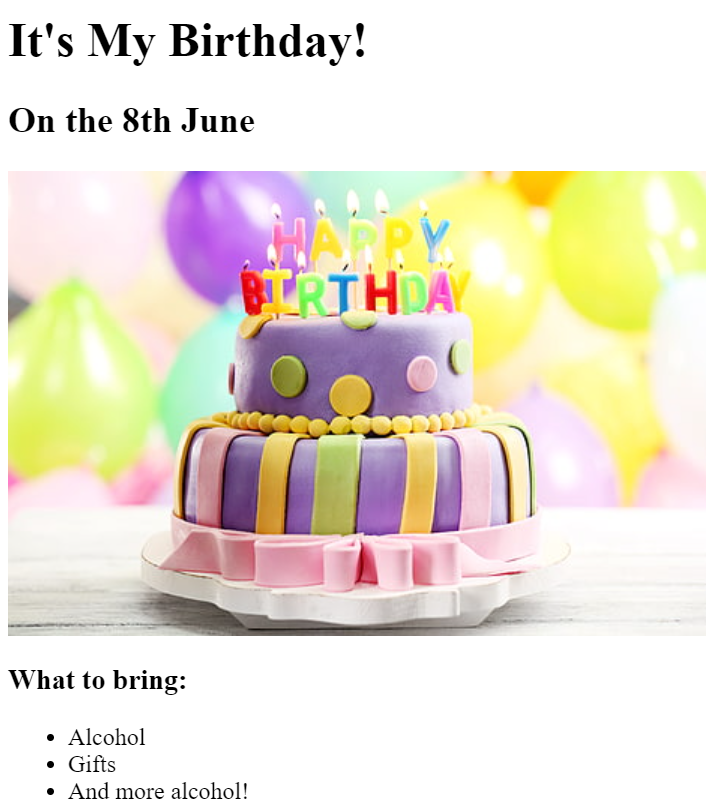 It's My Birthday!
On the 8th June
HAPPY
BIRTHDAY
What to bring:
Alcohol
Gifts
And more alcohol!